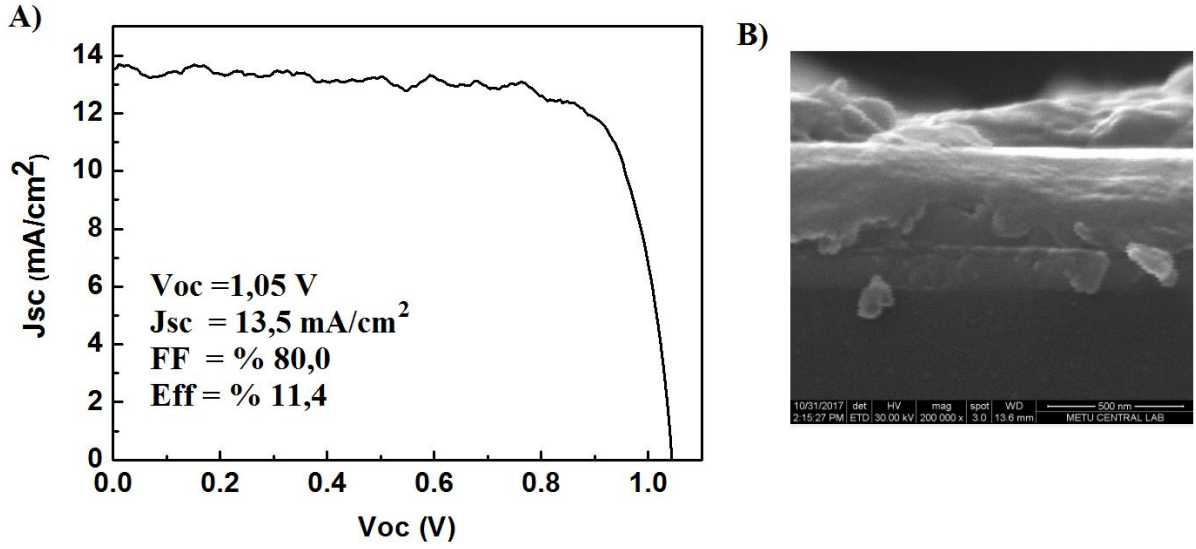 A)
14
12
10
8
6
4
2
0
Jsc (mA/cm²)
Voc =1,05 V
Jsc = 13,5 mA/cm²
FF = % 80,0
Eff = % 11,4
0.0 0.2 0.4 0.6 0.8 1.0
Voc (V)
B)
10/31/2017 det HV mag spot WD 500 nm
2:15:27 PM ETD 30.00 kV 200 000 x 3.0 13.6 mm METU CENTRAL LAB